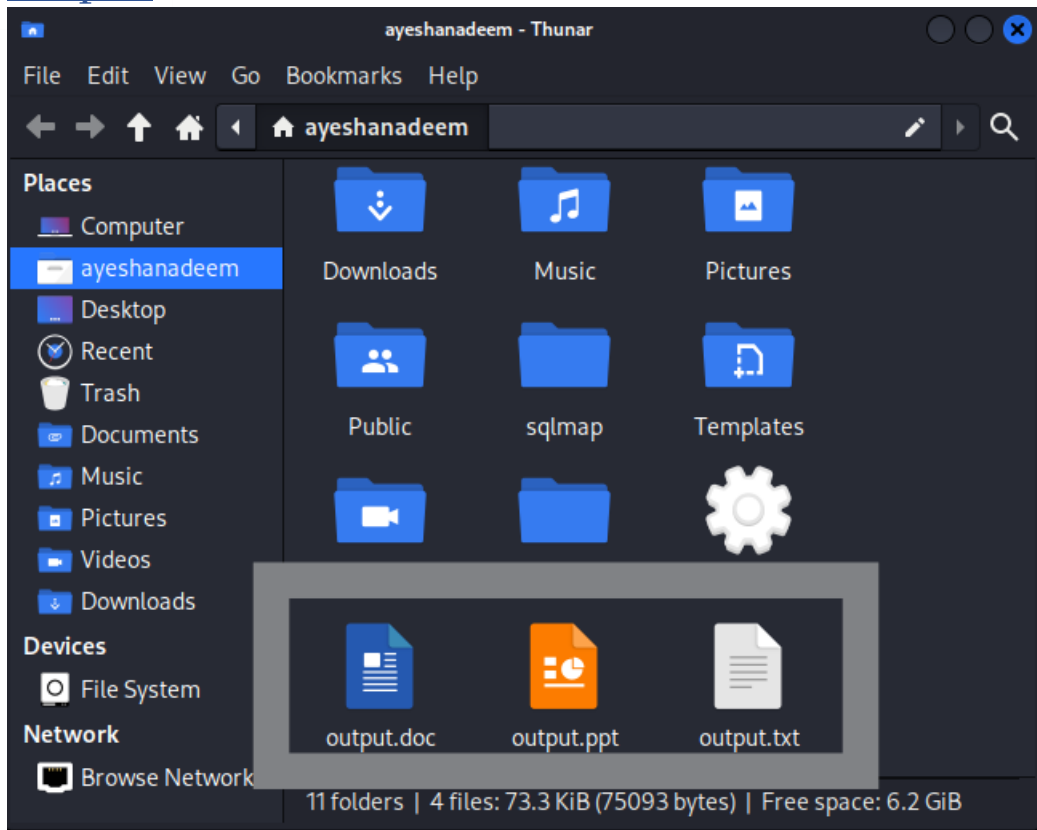 ayeshanadeem - Thunar
File Edit View Go Bookmarks Help
ayeshanadeem
Places
Computer
ayeshanadeem
Desktop
Recent
Trash
Documents
Music
Pictures
Videos
Downloads
Devices
File System
Network
Browse Network
Downloads Music Pictures
Public sqlmap Templates
output.doc output.ppt output.txt
11 folders | 4 files: 73.3 KiB (75093 bytes) | Free space: 6.2 GiB